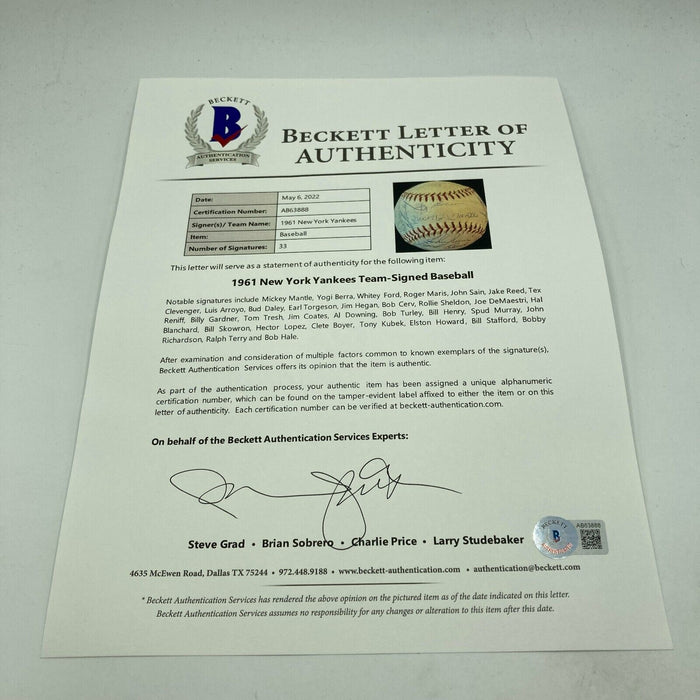 BECKETT
B
AUTHENTICATION
SERVICES
BECKETT LETTER OF
AUTHENTICITY
Date: May 6, 2022
Certification Number: AB63888
Signer(s)/ Team Name: 1961 New York Yankees
Item: Baseball
Number of Signatures: 33
This letter will serve as a statement of authenticity for the following item:
1961 New York Yankees Team-Signed Baseball
Notable signatures include Mickey Mantle, Yogi Berra, Whitey Ford, Roger Maris, John Sain, Jake Reed, Tex
Clevenger, Luis Arroyo, Bud Daley, Earl Torgeson, Jim Hegan, Bob Cerv, Rollie Sheldon, Joe DeMaestri, Hal
Reniff, Billy Gardner, Tom Tresh, Jim Coates, Al Downing, Bob Turley, Bill Henry, Spud Murray, John
Blanchard, Bill Skowron, Hector Lopez, Clete Boyer, Tony Kubek, Elston Howard, Bill Stafford, Bobby
Richardson, Ralph Terry and Bob Hale.
After examination and consideration of multiple factors common to known exemplars of the signature(s),
Beckett Authentication Services offers its opinion that the item is authentic.
As part of the authentication process, your authentic item has been assigned a unique alphanumeric
certification number, which can be found on the tamper-evident label affixed to either the item or on this
letter of authenticity. Each certification number can be verified at beckett-authentication.com.
On behalf of the Beckett Authentication Services Experts:
Steve Grad • Brian Sobrero • Charlie Price • Larry Studebaker
BECKETT
B
AB63888
4635 McEwen Road, Dallas TX 75244 • 972.448.9188 • www.beckett-authentication.com • authentication@beckett.com
* Beckett Authentication Services has rendered the above opinion on the pictured item as of the date indicated on this letter.
Beckett Authentication Services assumes no responsibility for any changes or alteration to this item after this date.